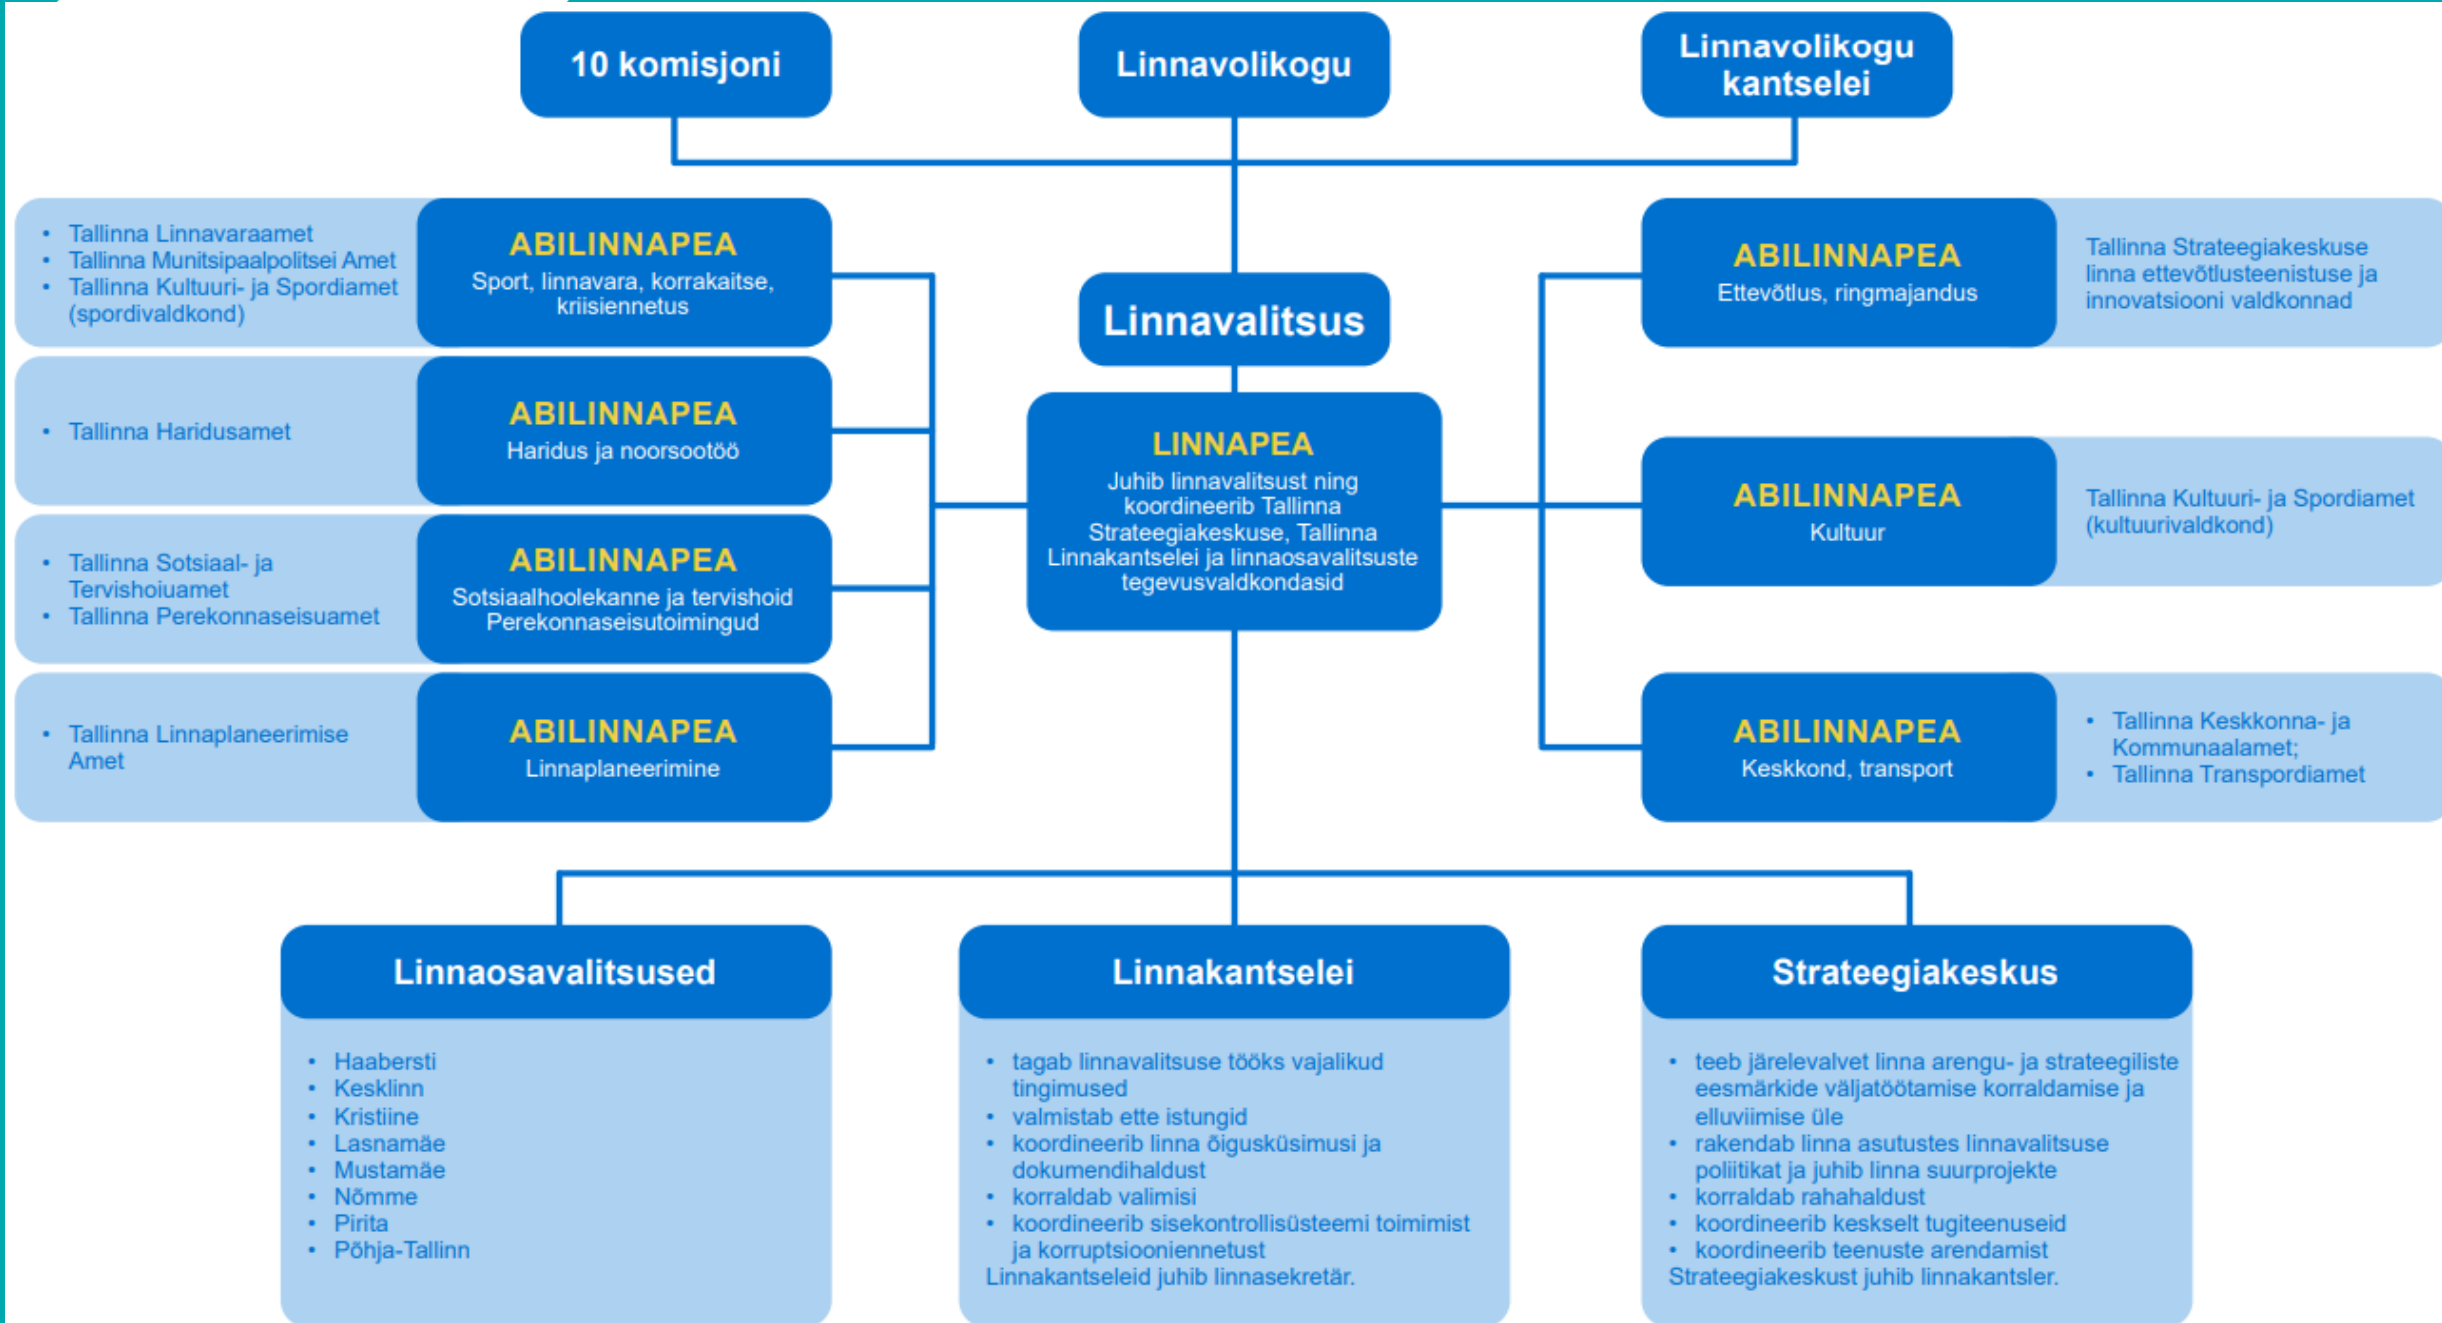 10 komisjoni
Linnavolikogu
Linnavolikogu
kantselei
• Tallinna Linnavaraamet
• Tallinna Munitsipaalpolitsei Amet
• Tallinna Kultuuri- ja Spordiamet
(spordivaldkond)
ABILINNAPEA
Sport, linnavara, korrakaitse,
kriisiennetus
• Tallinna Haridusamet
ABILINNAPEA
Haridus ja noorsootöö
• Tallinna Sotsiaal- ja
Tervishoiuamet
• Tallinna Perekonnaseisuamet
ABILINNAPEA
Sotsiaalhoolekanne ja tervishoid
Perekonnaseisutoimingud
• Tallinna Linnaplaneerimise
Amet
ABILINNAPEA
Linnaplaneerimine
Linnavalitsus
LINNAPEA
Juhib linnavalitsust ning
koordineerib Tallinna
Strateegiakeskuse, Tallinna
Linnakantselei ja linnaosavalitsuste
tegevusvaldkondasid
ABILINNAPEA
Ettevõtlus, ringmajandus
Tallinna Strateegiakeskuse
linna ettevõtlusteenistuse ja
innovatsiooni valdkonnad
ABILINNAPEA
Kultuur
Tallinna Kultuuri- ja Spordiamet
(kultuurivaldkond)
ABILINNAPEA
Keskkond, transport
• Tallinna Keskkonna- ja
Kommunaalamet;
• Tallinna Transpordiamet
Linnaosavalitsused
• Haabersti
• Kesklinn
• Kristiine
• Lasnamäe
• Mustamäe
• Nõmme
• Pirita
• Põhja-Tallinn
Linnakantselei
• tagab linnavalitsuse tööks vajalikud
tingimused
• valmistab ette istungid
• koordineerib linna õigusküsimusi ja
dokumendihaldust
• korraldab valimisi
• koordineerib sisekontrollisüsteemi toimimist
ja korruptsiooniennetust
Linnakantseleid juhib linnasekretär.
Strateegiakeskus
• teeb järelevalvet linna arengu- ja strateegiliste
eesmärkide väljatöötamise korraldamise ja
elluviimise üle
• rakendab linna asutustes linnavalitsuse
poliitikat ja juhib linna suurprojekte
• korraldab rahahaldust
• koordineerib keskselt tugiteenuseid
• koordineerib teenuste arendamist
Strateegiakeskust juhib linnakantsler.